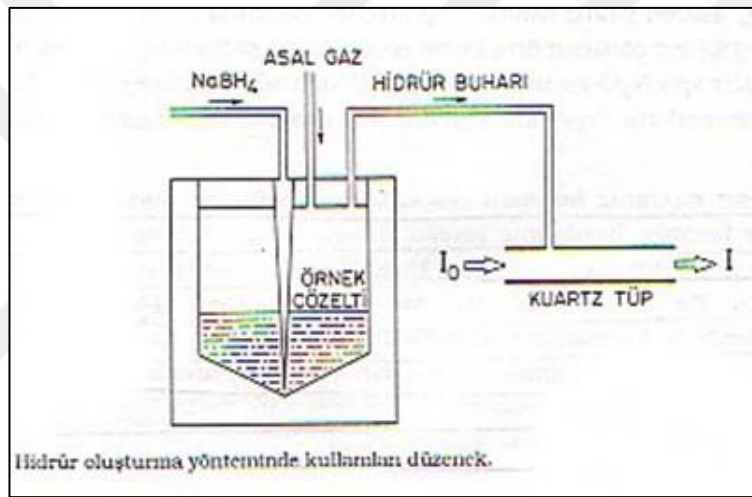 ASAL GAZ
NaBH4
HİDRÜR BUHARI
ÖRNEK
ÇÖZELTİ
I0
I
KUARTZ TÜP
Hidrür oluşturma yönteminde kullanılan düzenek.